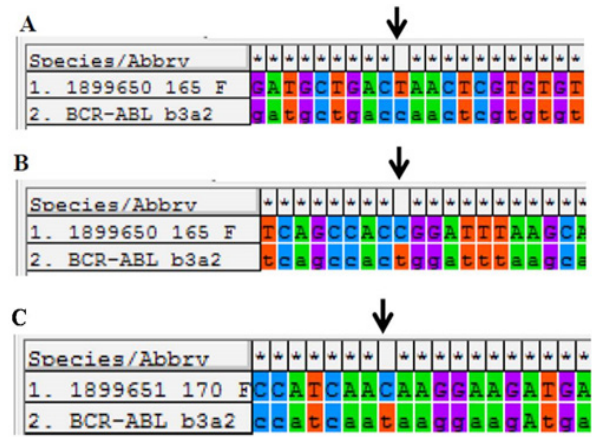 A
Species/Abbrv * * * * * * * * *   * * * * * * * * * * *
1. 1899650 165 F GATGCTGACTAACTCGTGTGT
2. BCR-ABL b3a2 gatgctgaccaactcgtgtgt
B
Species/Abbrv * * * * * * * *   * * * * * * * * * * *
1. 1899650 165 F TCAGCCACCGGATTTAAGCA
2. BCR-ABL b3a2 tcagccactggatttaagca
C
Species/Abbrv * * * * * * *   * * * * * * * * * * *
1. 1899651 170 F CCATCAACAAGGAAGATGA
2. BCR-ABL b3a2 ccatcaataaggaagAtga